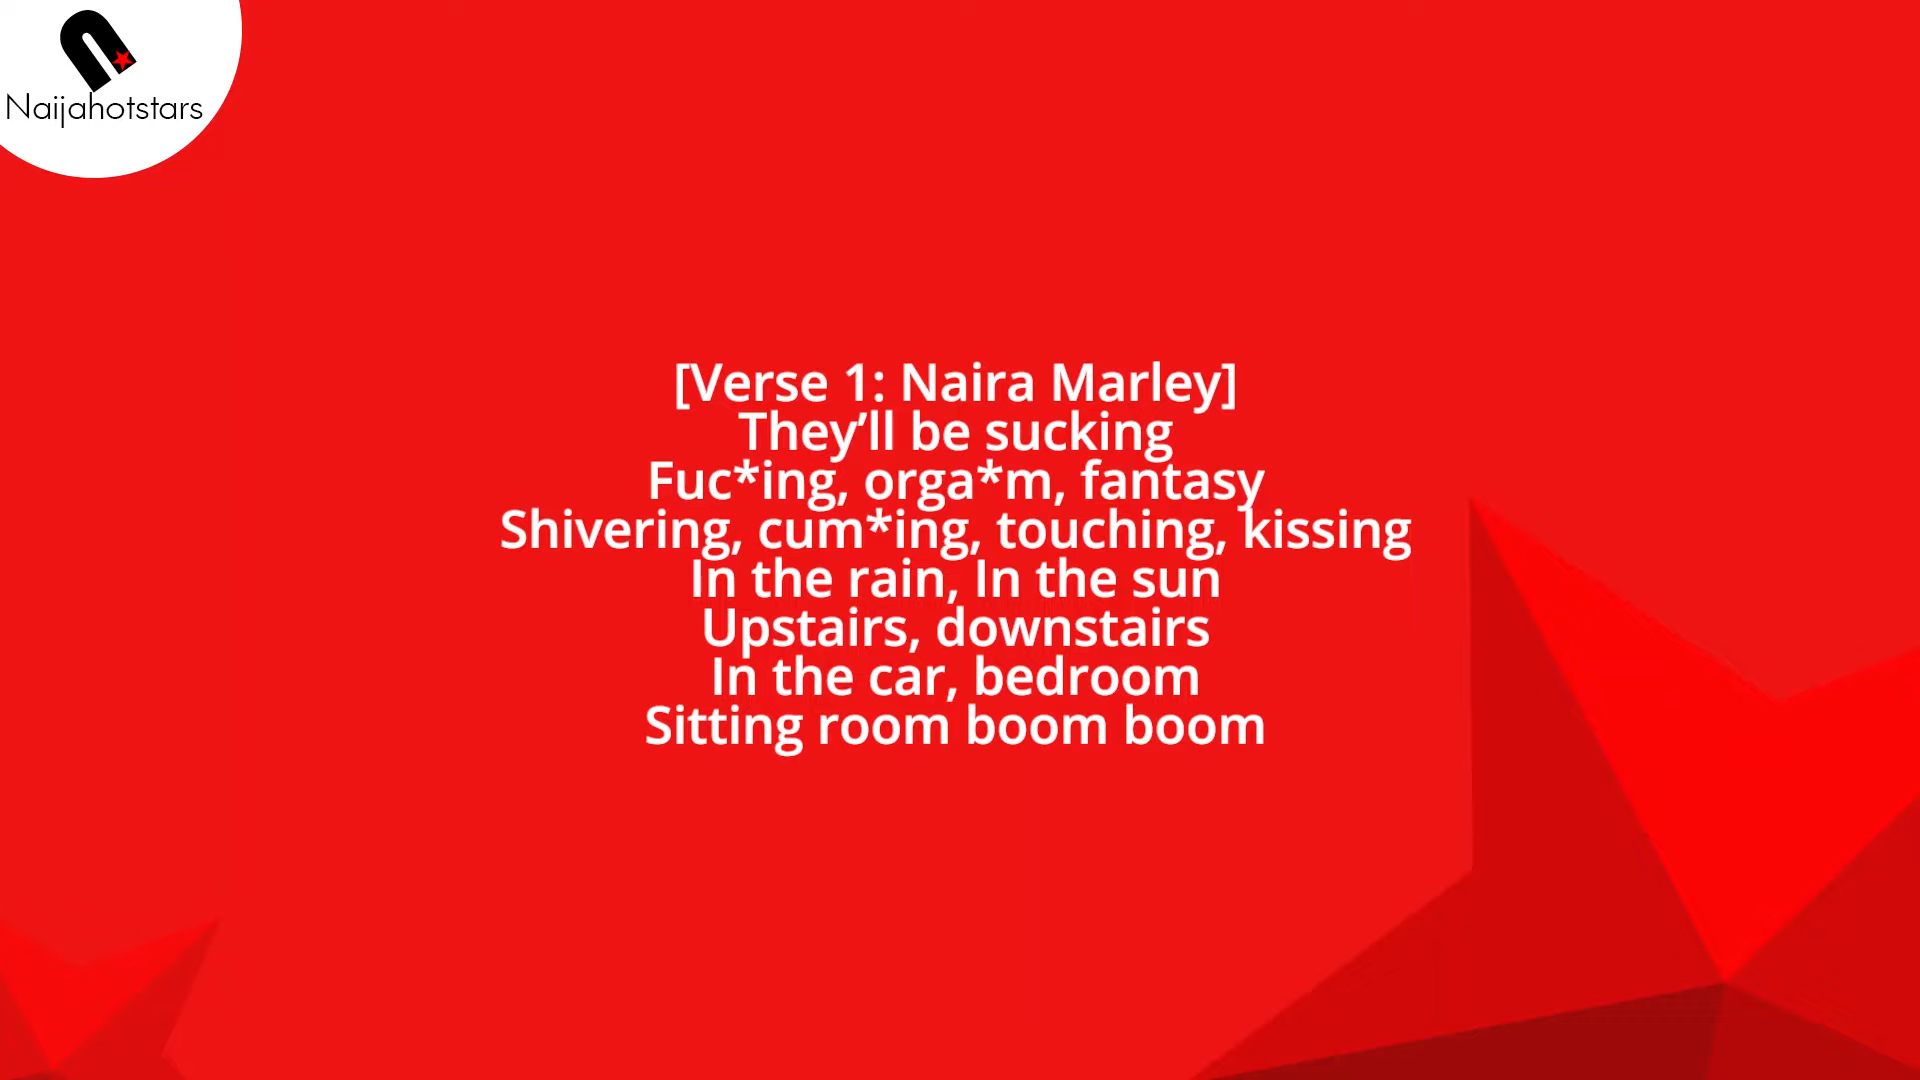 Naijahotstars
[Verse 1: Naira Marley]
They’ll be sucking
Fuc*ing, orga*m, fantasy
Shivering, cum*ing, touching, kissing
In the rain, In the sun
Upstairs, downstairs
In the car, bedroom
Sitting room boom boom